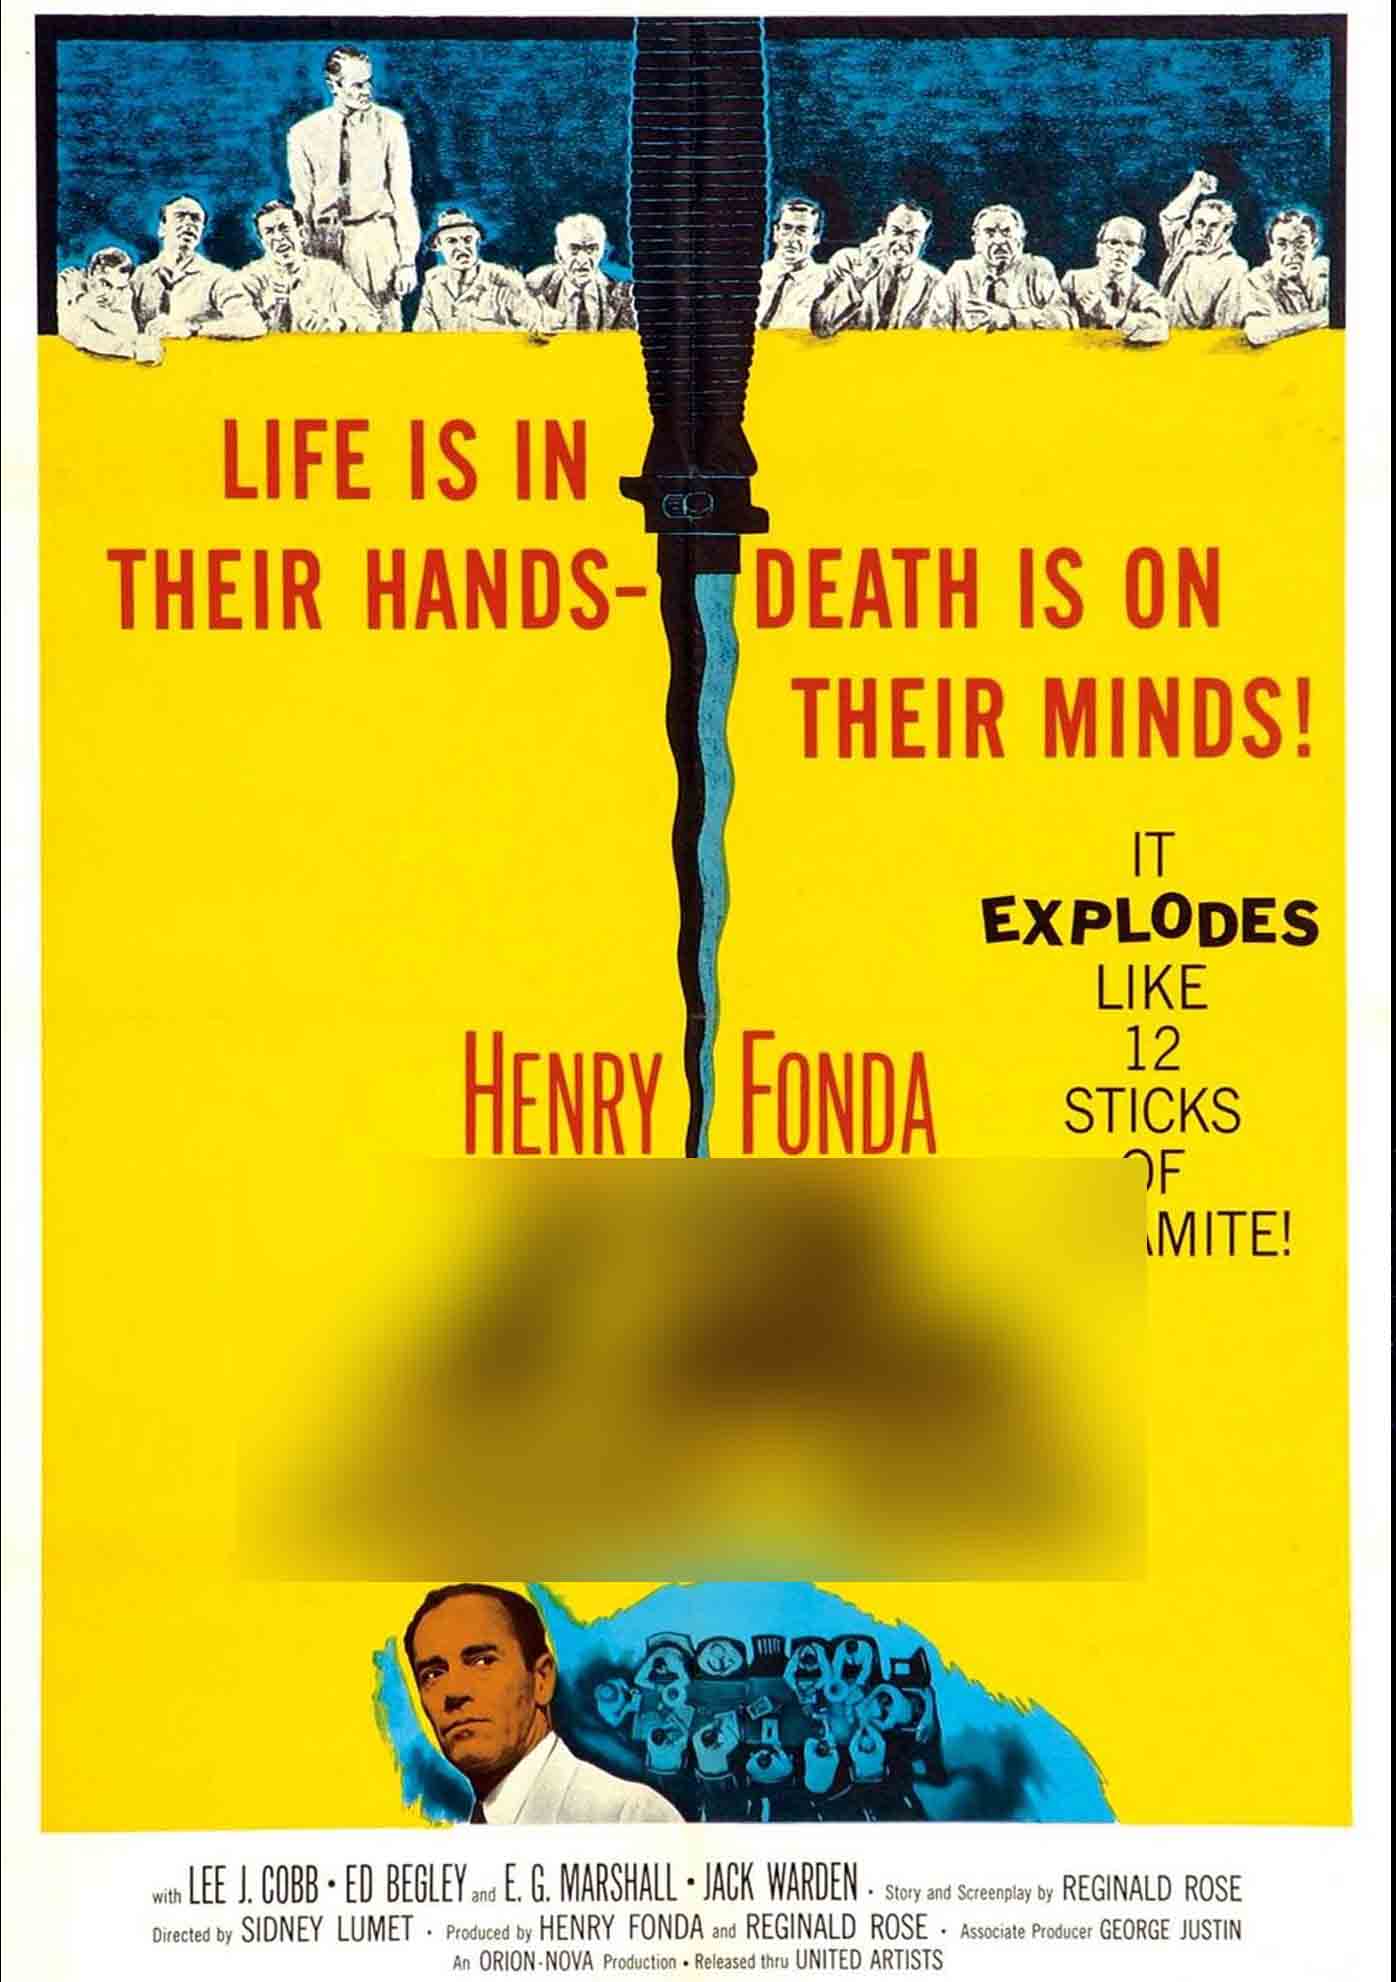 LIFE IS IN
THEIR HANDS- DEATH IS ON
THEIR MINDS!
IT
EXPLODES
LIKE
12
STICKS
OF
AMITE!
HENRY FONDA
with LEE J. COBB • ED BEGLEY and E. G. MARSHALL • JACK WARDEN • Story and Screenplay by REGINALD ROSE
Directed by SIDNEY LUMET • Produced by HENRY FONDA and REGINALD ROSE • Associate Producer GEORGE JUSTIN
An ORION-NOVA Production • Released thru UNITED ARTISTS